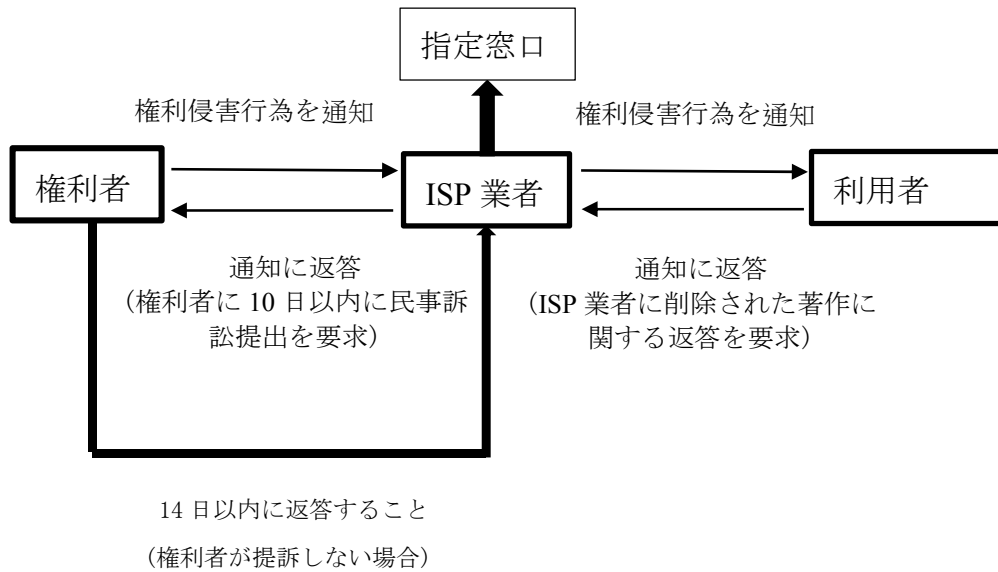 指定窓口
権利侵害行為を通知
権利侵害行為を通知
権利者
ISP 業者
利用者
通知に返答
（権利者に 10 日以内に民事訴
訟提出を要求）
通知に返答
（ISP 業者に削除された著作に
関する返答を要求）
14 日以内に返答すること
（権利者が提訴しない場合）